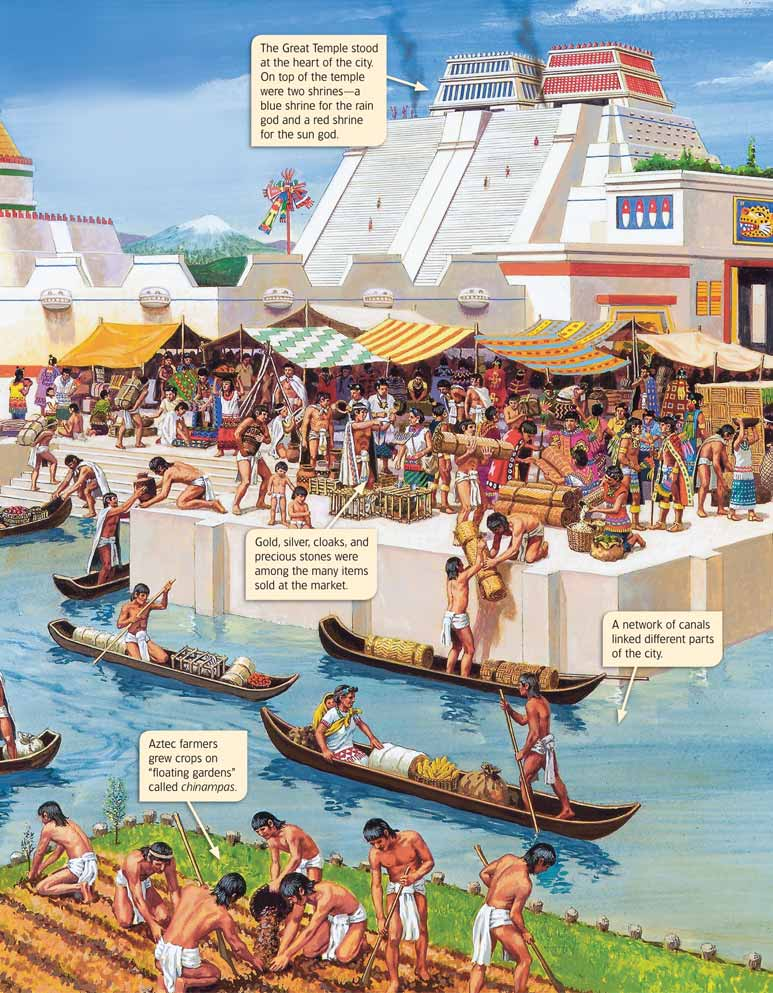 The Great Temple stood
at the heart of the city.
On top of the temple
were two shrines—a
blue shrine for the rain
god and a red shrine
for the sun god.
Gold, silver, cloaks, and
precious stones were
among the many items
sold at the market.
A network of canals
linked different parts
of the city.
Aztec farmers
grew crops on
"floating gardens"
called chinampas.